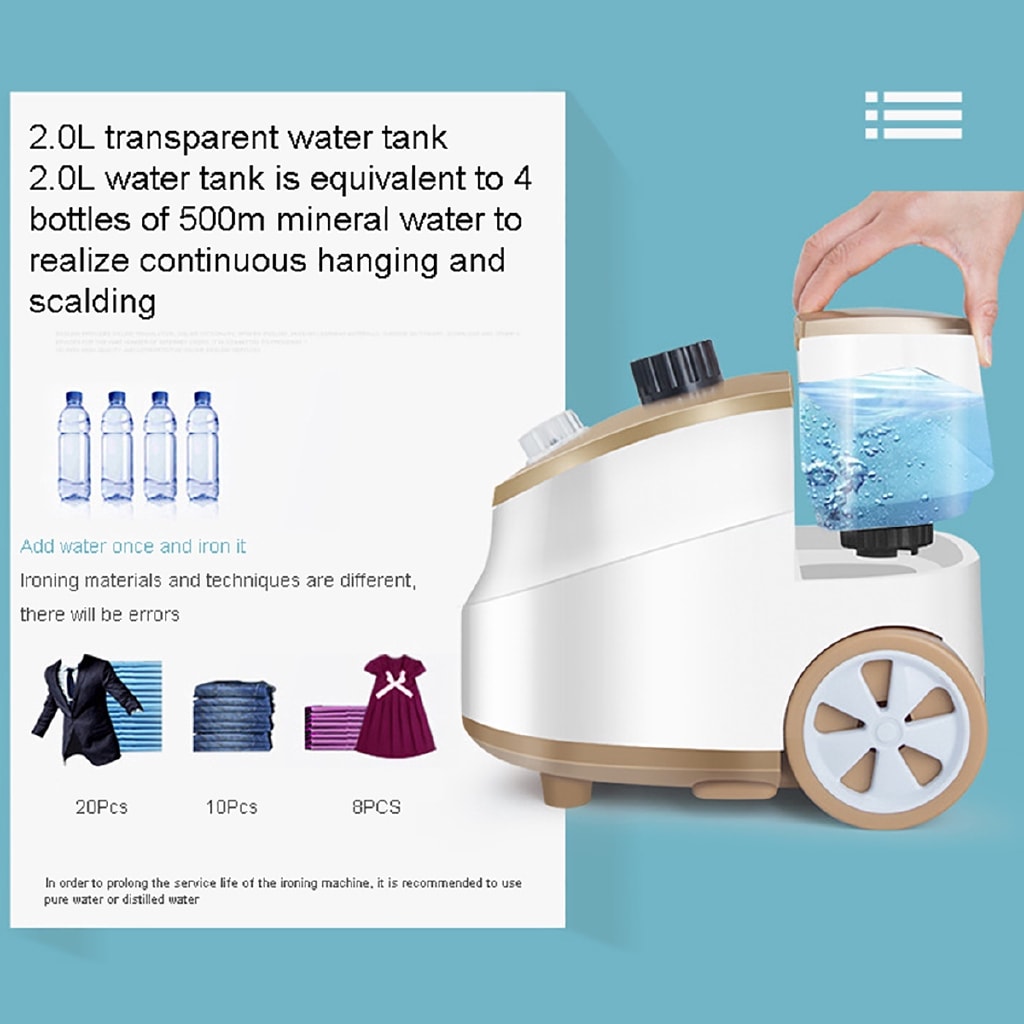 2.0L transparent water tank
2.0L water tank is equivalent to 4
bottles of 500m mineral water to
realize continuous hanging and
scalding
Add water once and iron it
Ironing materials and techniques are different,
there will be errors
20Pcs
10Pcs
8PCS
In order to prolong the service life of the ironing machine, it is recommended to use
pure water or distilled water